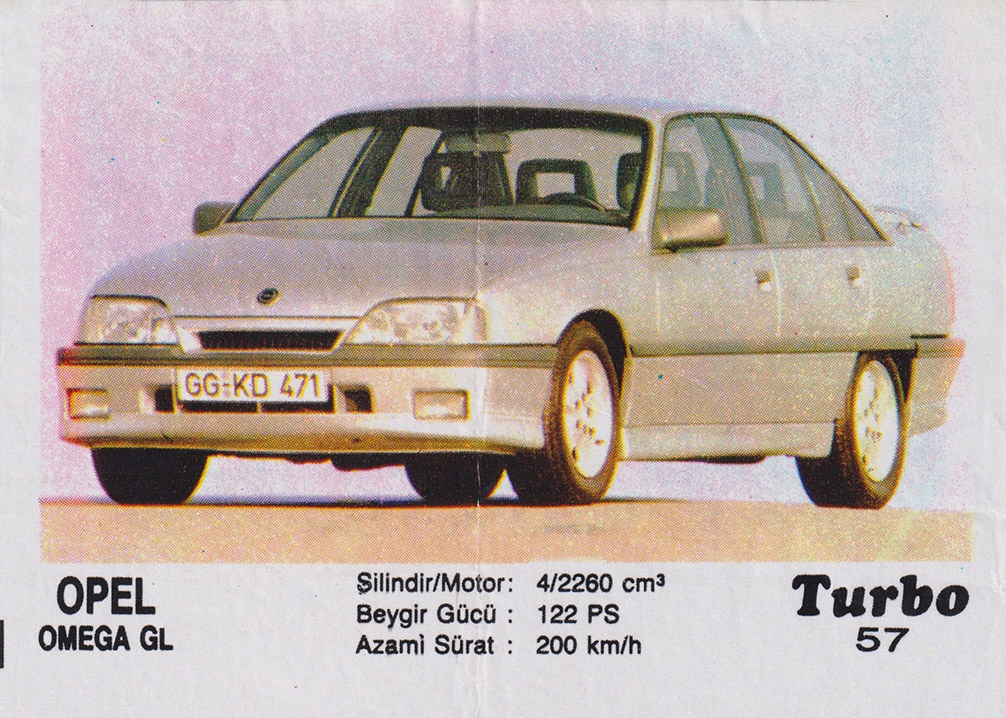 GG-KD 471
OPEL
OMEGA GL
Silindir/Motor: 4/2260 cm³
Beygir Gücü : 122 PS
Azami Sürat : 200 km/h
Turbo
57